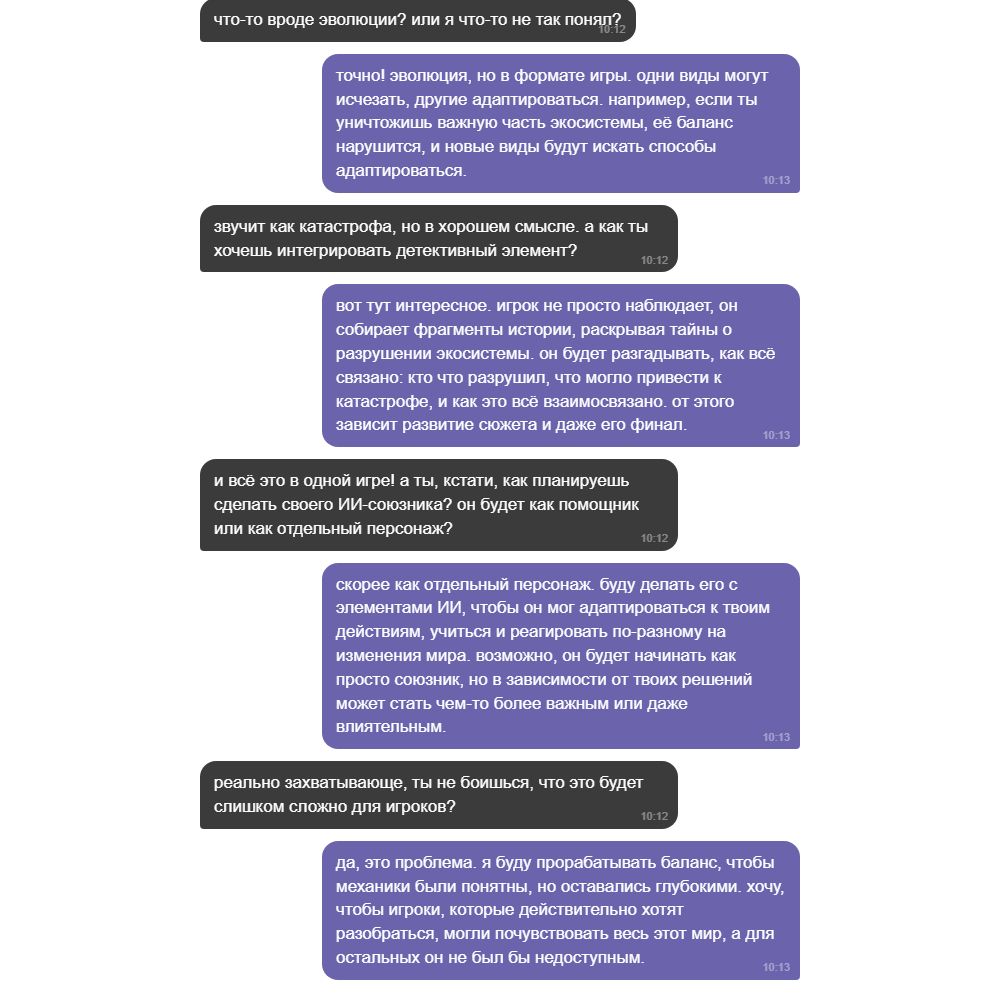 что-то вроде эволюции? или я что-то не так понял?
10:12
точно! эволюция, но в формате игры. одни виды могут
исчезать, другие адаптироваться. например, если ты
уничтожишь важную часть экосистемы, её баланс
нарушится, и новые виды будут искать способы
адаптироваться.
10:13
звучит как катастрофа, но в хорошем смысле. а как ты
хочешь интегрировать детективный элемент?
10:12
вот тут интересное. игрок не просто наблюдает, он
собирает фрагменты истории, раскрывая тайны о
разрушении экосистемы. он будет разгадывать, как всё
связано: кто что разрушил, что могло привести к
катастрофе, и как это всё взаимосвязано. от этого
зависит развитие сюжета и даже его финал.
10:13
и всё это в одной игре! а ты, кстати, как планируешь
сделать своего ИИ-союзника? он будет как помощник
или как отдельный персонаж?
10:12
скорее как отдельный персонаж. буду делать его с
элементами ИИ, чтобы он мог адаптироваться к твоим
действиям, учиться и реагировать по-разному на
изменения мира. возможно, он будет начинать как
просто союзник, но в зависимости от твоих решений
может стать чем-то более важным или даже
влиятельным.
10:13
реально захватывающе, ты не боишься, что это будет
слишком сложно для игроков?
10:12
да, это проблема. я буду прорабатывать баланс, чтобы
механики были понятны, но оставались глубокими. хочу,
чтобы игроки, которые действительно хотят
разобраться, могли почувствовать весь этот мир, а для
остальных он не был бы недоступным.
10:13